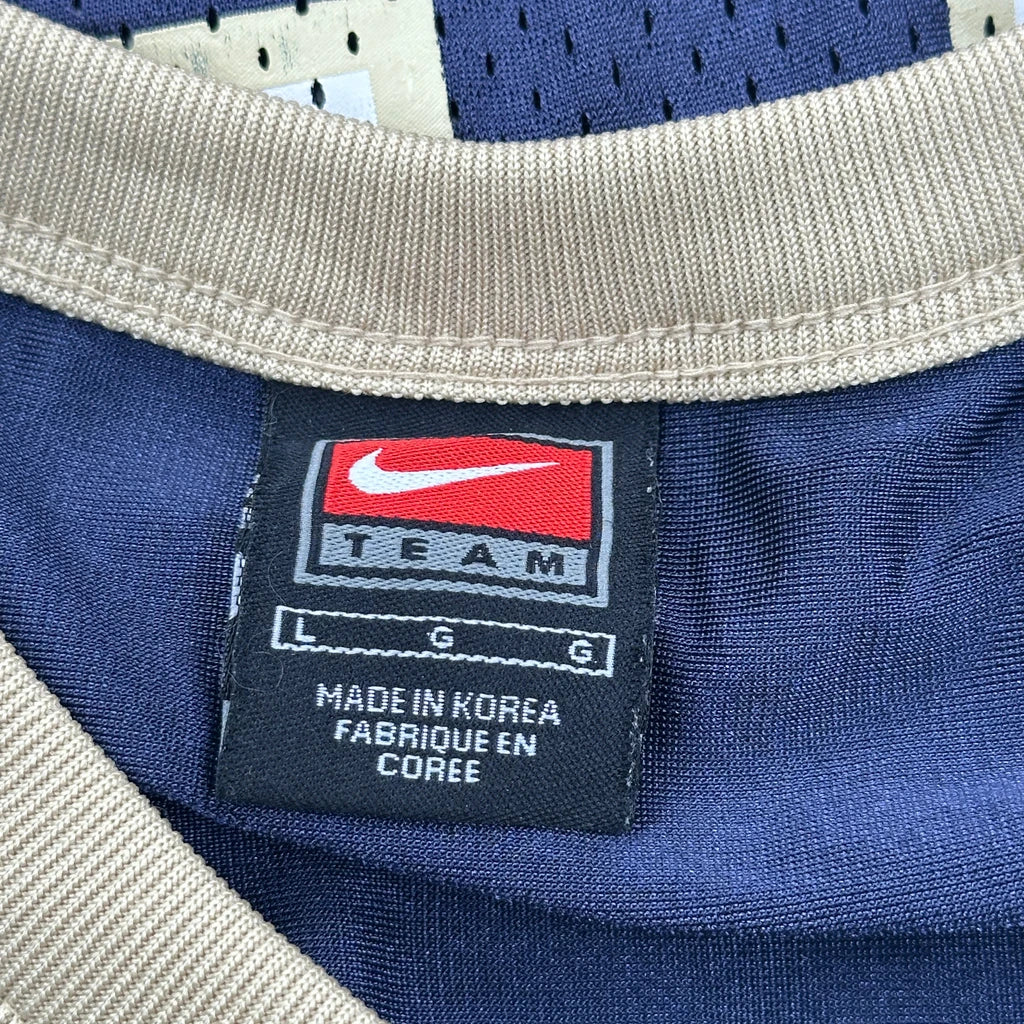 TEAM
L G G
MADE IN KOREA
FABRIQUE EN
COREE